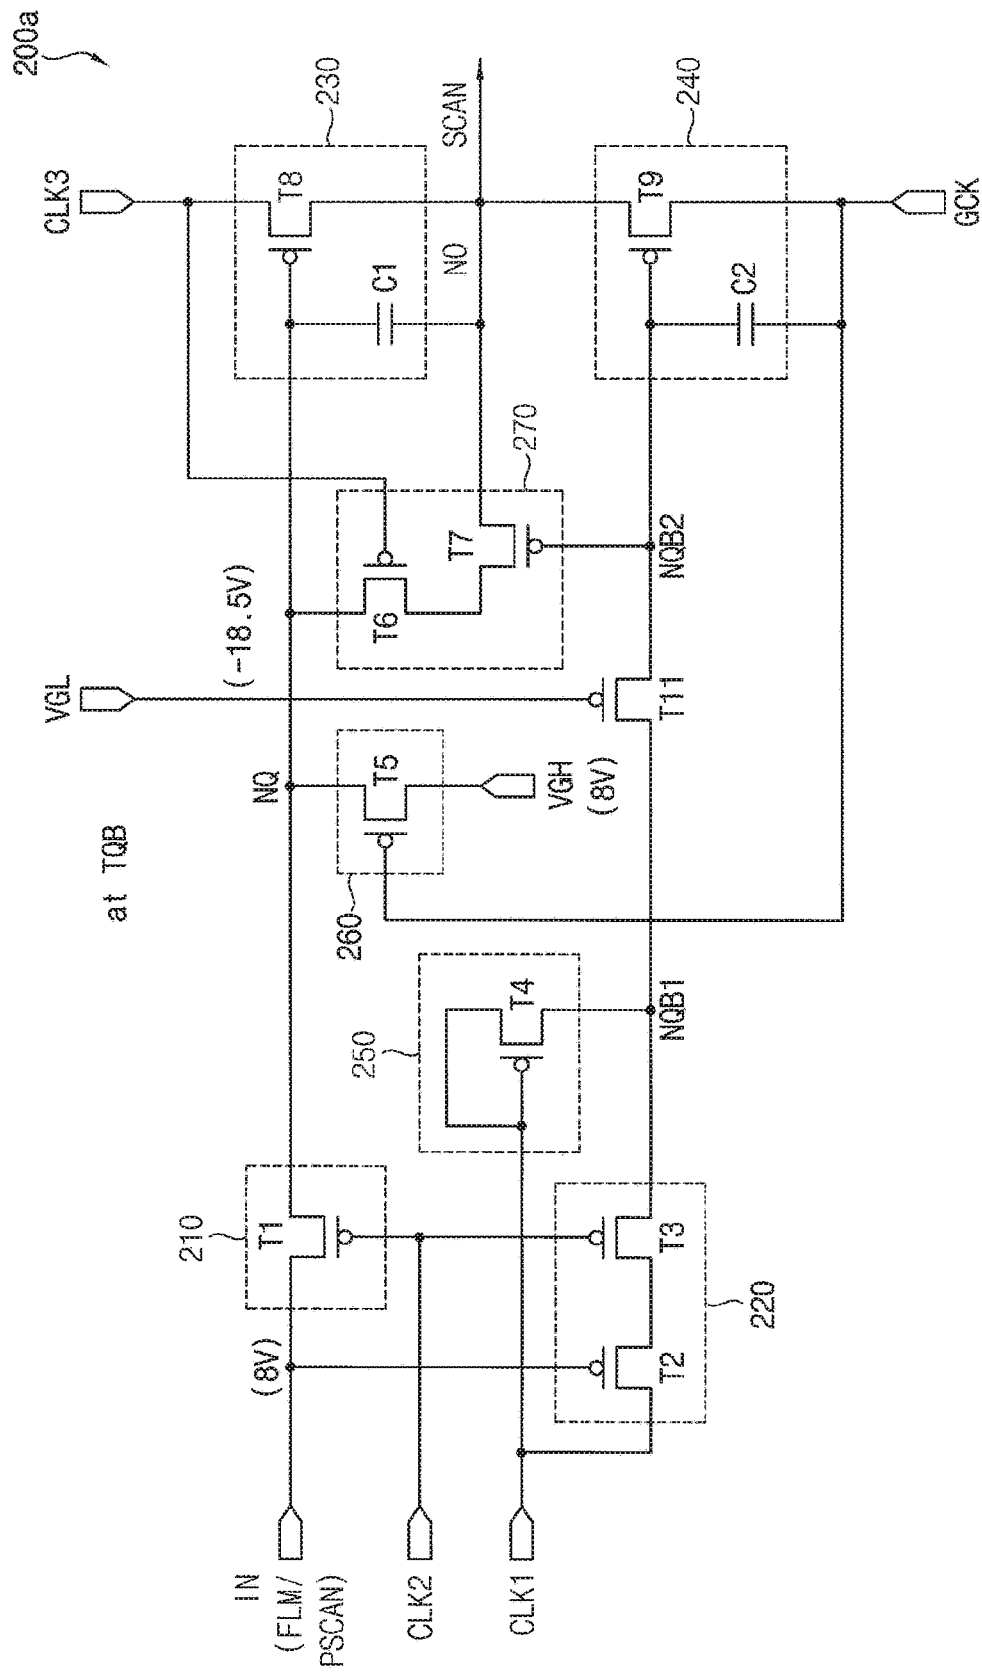 200a
CLK3
230
T8
C1
SCAN
NO
240
T9
C2
GCK
270
T7
T6
NQB2
(-18.5V)
VGL
T11
NQ
T5
VGH
(8V)
at TQB
260
250
T4
NQB1
210
T1
T3
220
T2
(8V)
IN
(FLM/
PSCAN)
CLK2
CLK1